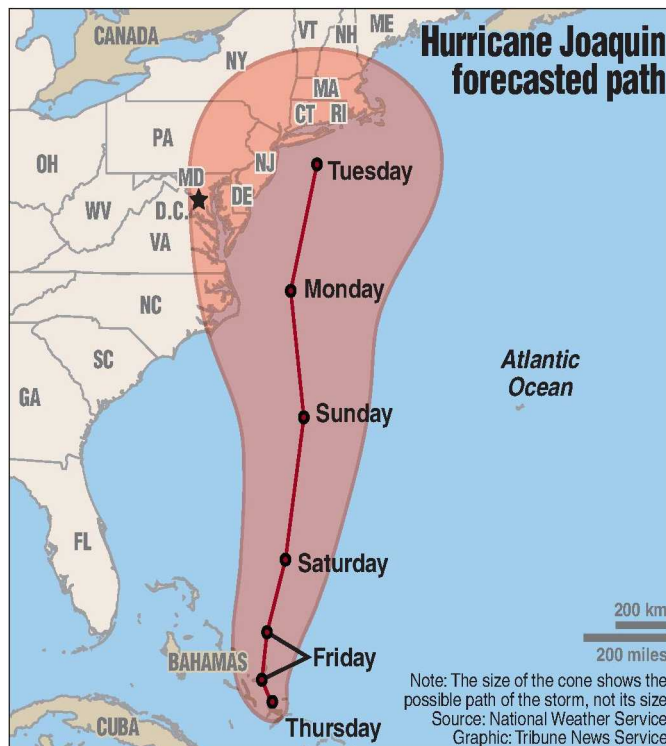 Hurricane Joaquin
forecasted path
CANADA
VT
NH
ME
NY
MA
CT
RI
PA
NJ
OH
MD
DE
D.C.
WV
VA
NC
SC
GA
FL
Tuesday
Monday
Atlantic
Ocean
Sunday
Saturday
Friday
BAHAMAS
Thursday
CUBA
200 km
200 miles
Note: The size of the cone shows the
possible path of the storm, not its size
Source: National Weather Service
Graphic: Tribune News Service